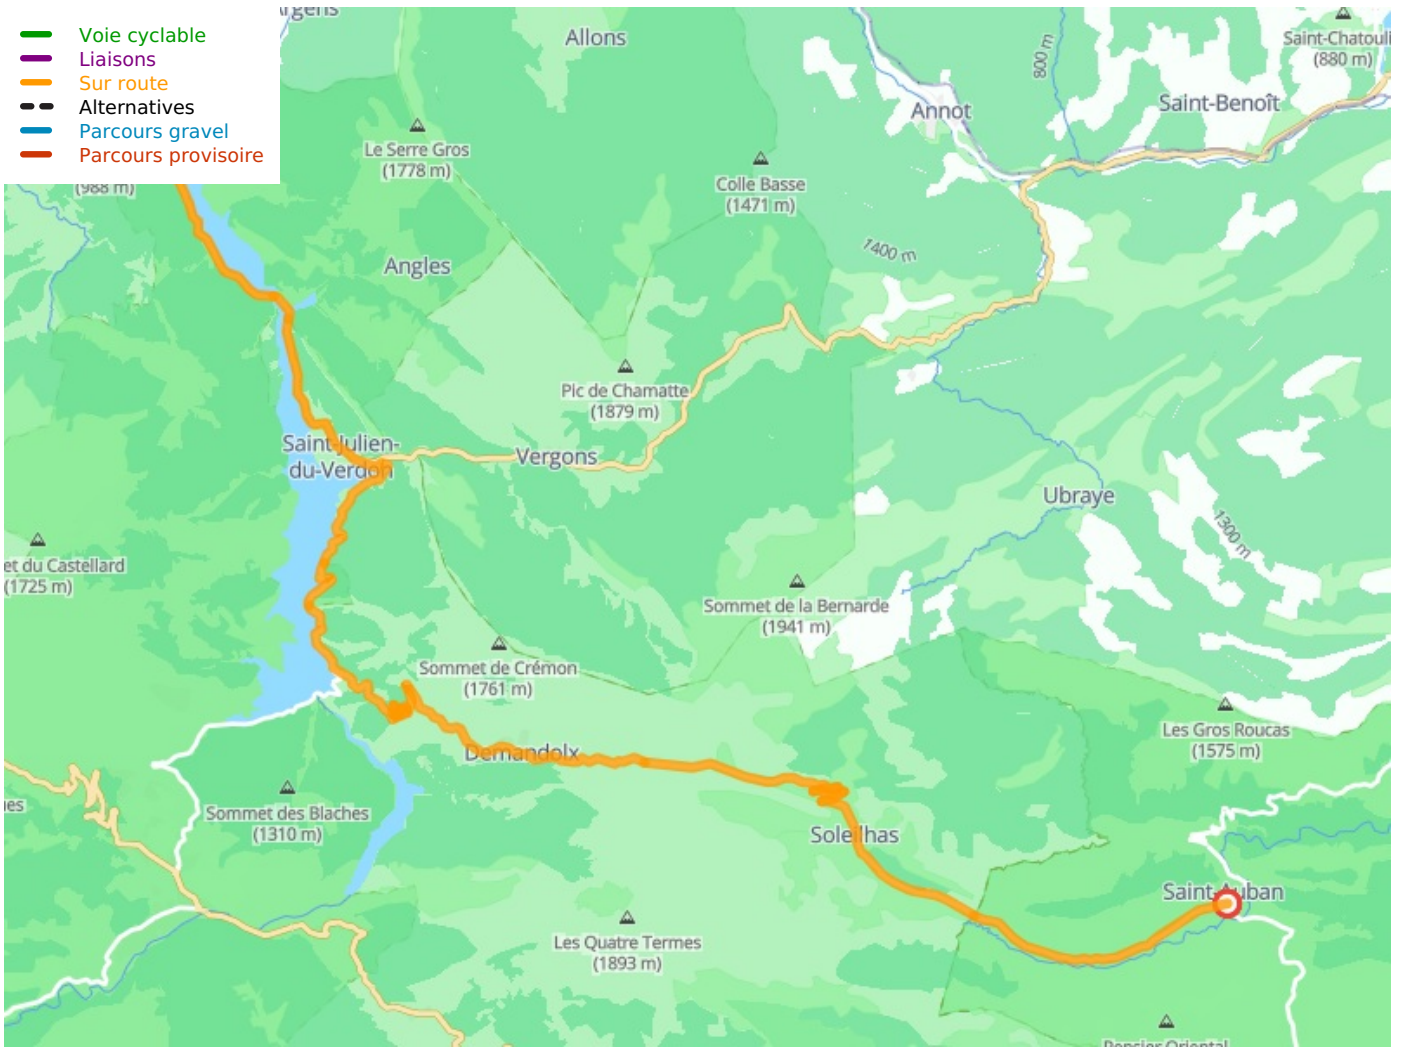 Voie cyclable
Liaisons
Sur route
Alternatives
Parcours gravel
Parcours provisoire
Allons
Saint-Chatouil
(880 m)
800 m
Annot
Saint-Benoît
Le Serre Gros
(1778 m)
(988 m)
Colle Basse
(1471 m)
1400 m
Angles
Pic de Chamatte
(1879 m)
Saint-Julien-
du-Verdon
Vergons
Ubraye
1300 m
et du Castellard
(1725 m)
Sommet de la Bernarde
(1941 m)
Sommet de Crémon
(1761 m)
Les Gros Roucas
(1575 m)
Demandolx
Sommet des Blaches
(1310 m)
ues
Soleilhas
Saint-Auban
Les Quatre Termes
(1893 m)